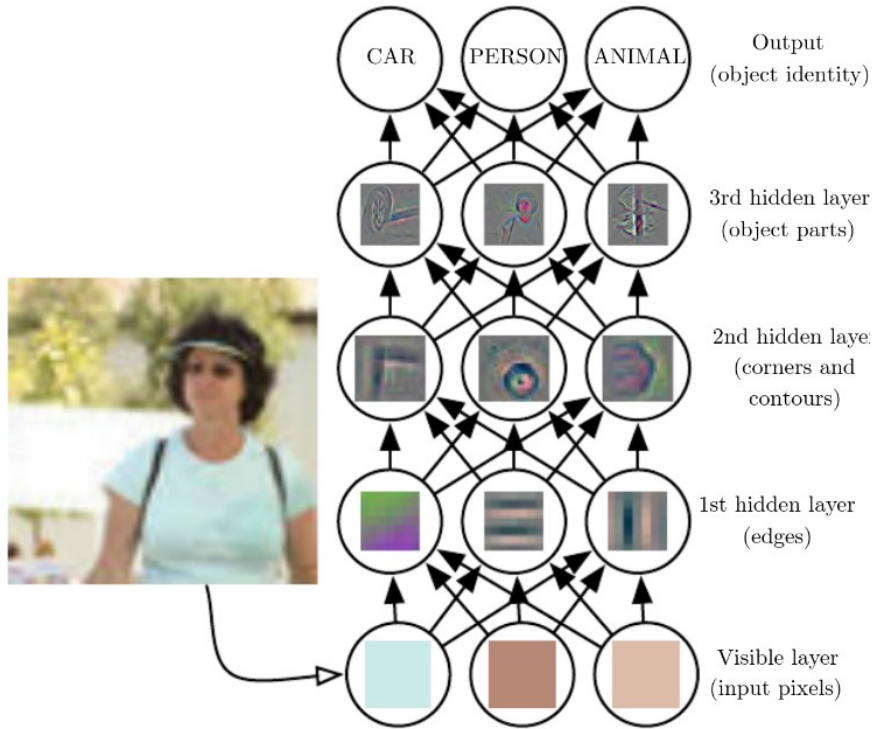 CAR PERSON ANIMAL
Output
(object identity)
3rd hidden layer
(object parts)
2nd hidden layer
(corners and
contours)
1st hidden layer
(edges)
Visible layer
(input pixels)